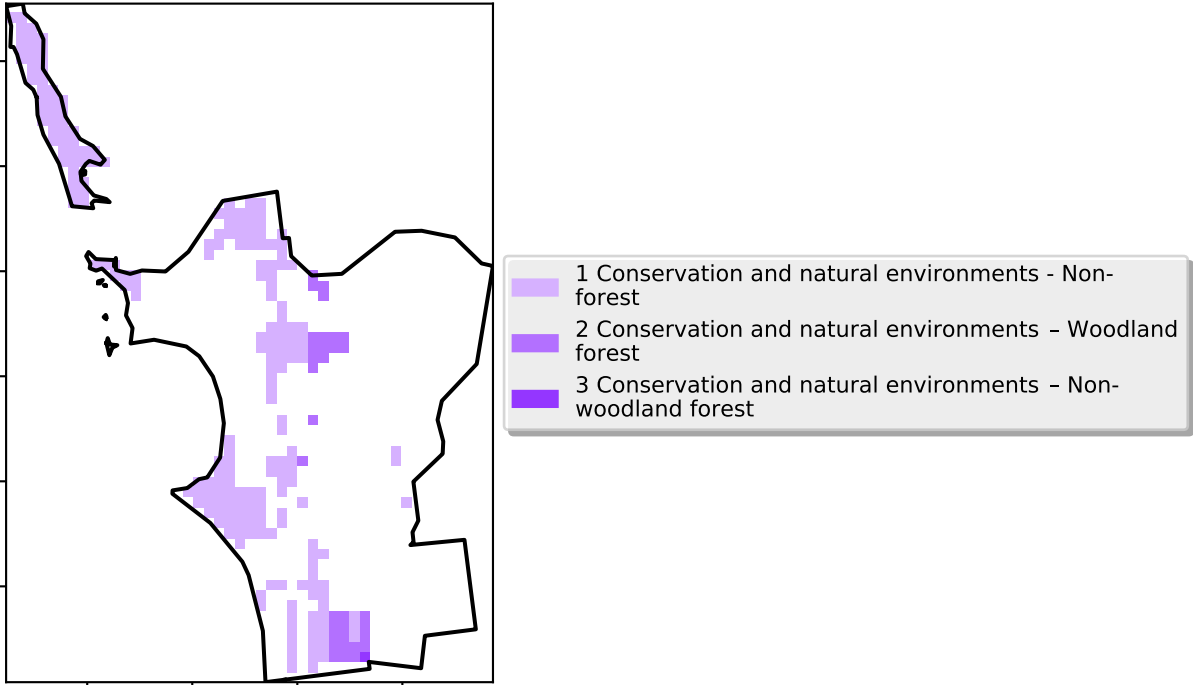 1 Conservation and natural environments - Non-
forest
2 Conservation and natural environments – Woodland
forest
3 Conservation and natural environments – Non-
woodland forest